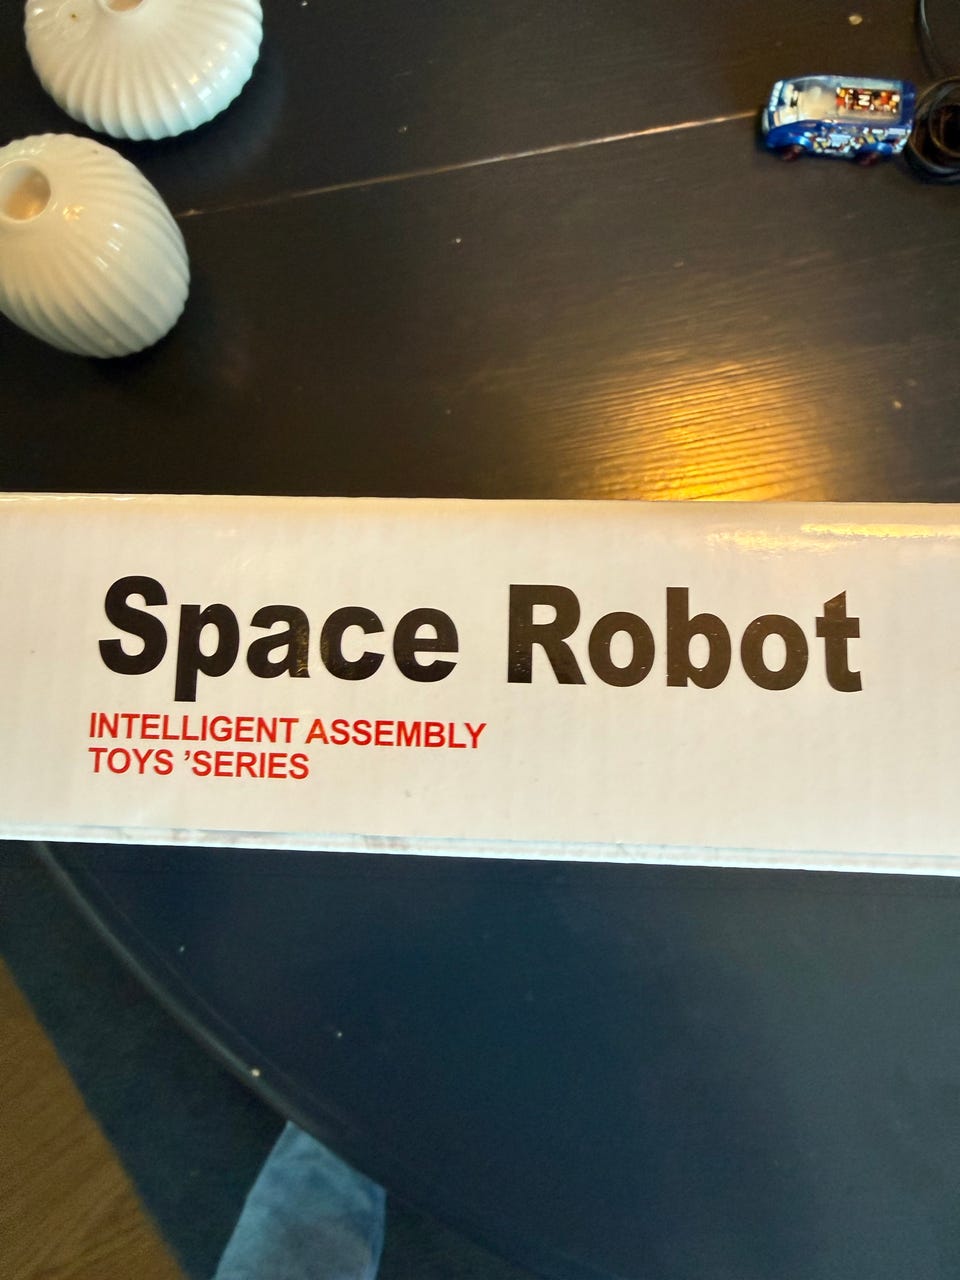 Space Robot
INTELLIGENT ASSEMBLY
TOYS ’SERIES